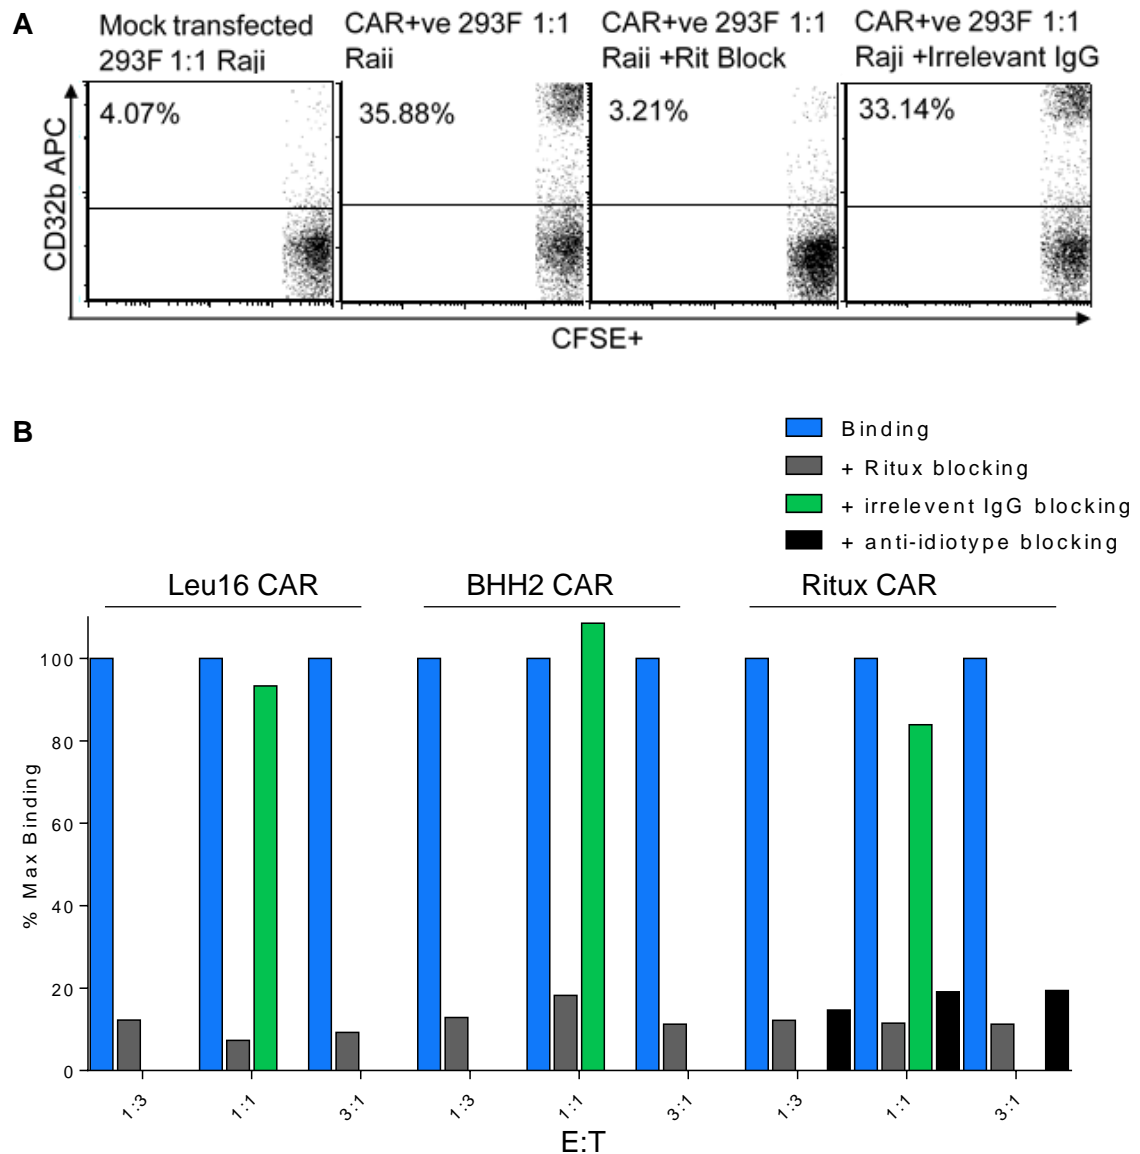 A
Mock transfected
293F 1:1 Raji
CAR+ve 293F 1:1
Raii
CAR+ve 293F 1:1
Raii +Rit Block
CAR+ve 293F 1:1
Raji +Irrelevant IgG
4.07%
35.88%
3.21%
33.14%
CD32b APC
CFSE+
B
Binding
+ Ritux blocking
+ irrelevent IgG blocking
+ anti-idiotype blocking
Leu16 CAR
BHH2 CAR
Ritux CAR
% Max Binding
100
80
60
40
20
0
1:3
1:1
3:1
1:3
1:1
3:1
1:3
1:1
3:1
E:T